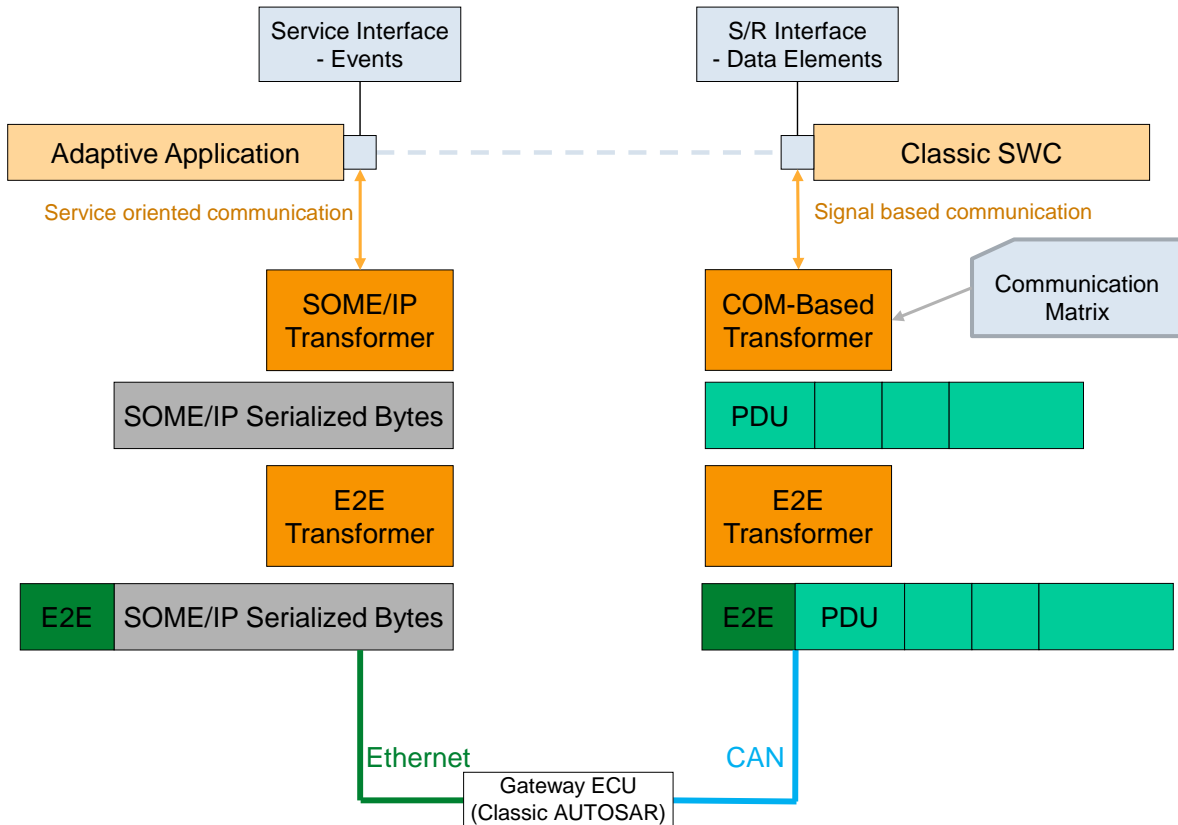 Service Interface
- Events
S/R Interface
- Data Elements
Adaptive Application
Classic SWC
Service oriented communication
Signal based communication
SOME/IP
Transformer
COM-Based
Transformer
Communication
Matrix
SOME/IP Serialized Bytes
PDU
E2E
Transformer
E2E
Transformer
E2E
SOME/IP Serialized Bytes
E2E
PDU
Ethernet
CAN
Gateway ECU
(Classic AUTOSAR)